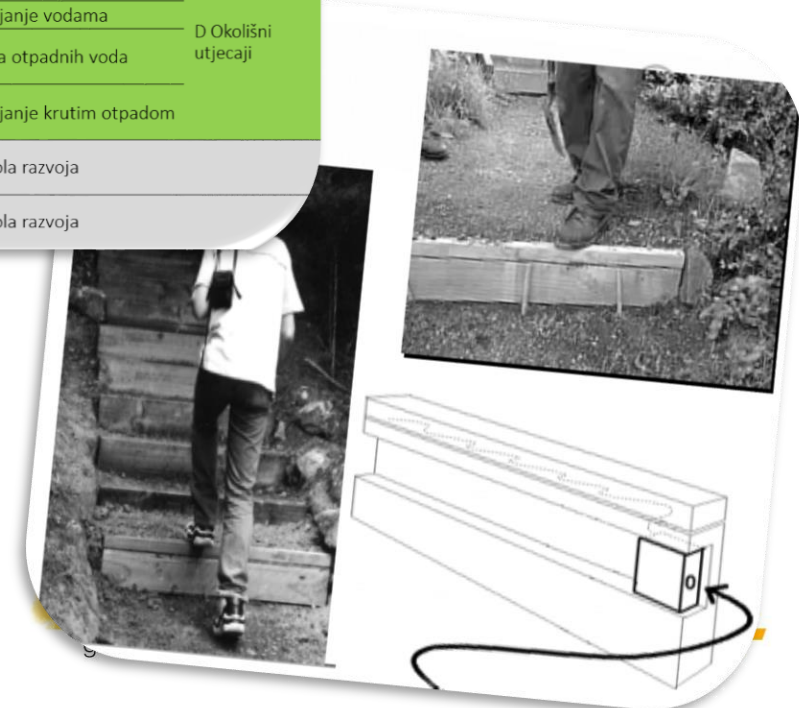 janje vodama
a otpadnih voda
D Okolišni
utjecaji
janje krutim otpadom
ola razvoja
ola razvoja
g